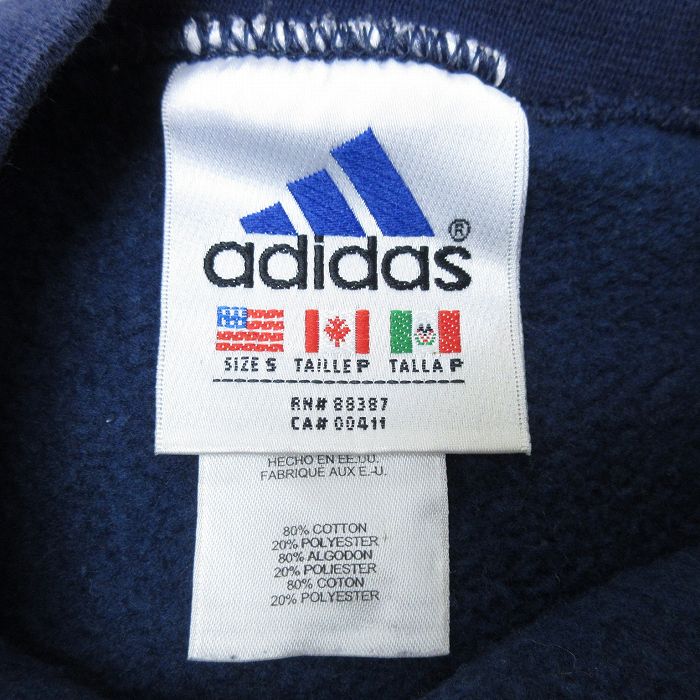 adidas®
SIZE S TAILLE P TALLA P
RN# 88387
CA# 00411
HECHO EN EE.UU.
FABRIQUE AUX E.-U.
80% COTTON
20% POLYESTER
80% ALGODON
20% POLIESTER
80% COTON
20% POLYESTER